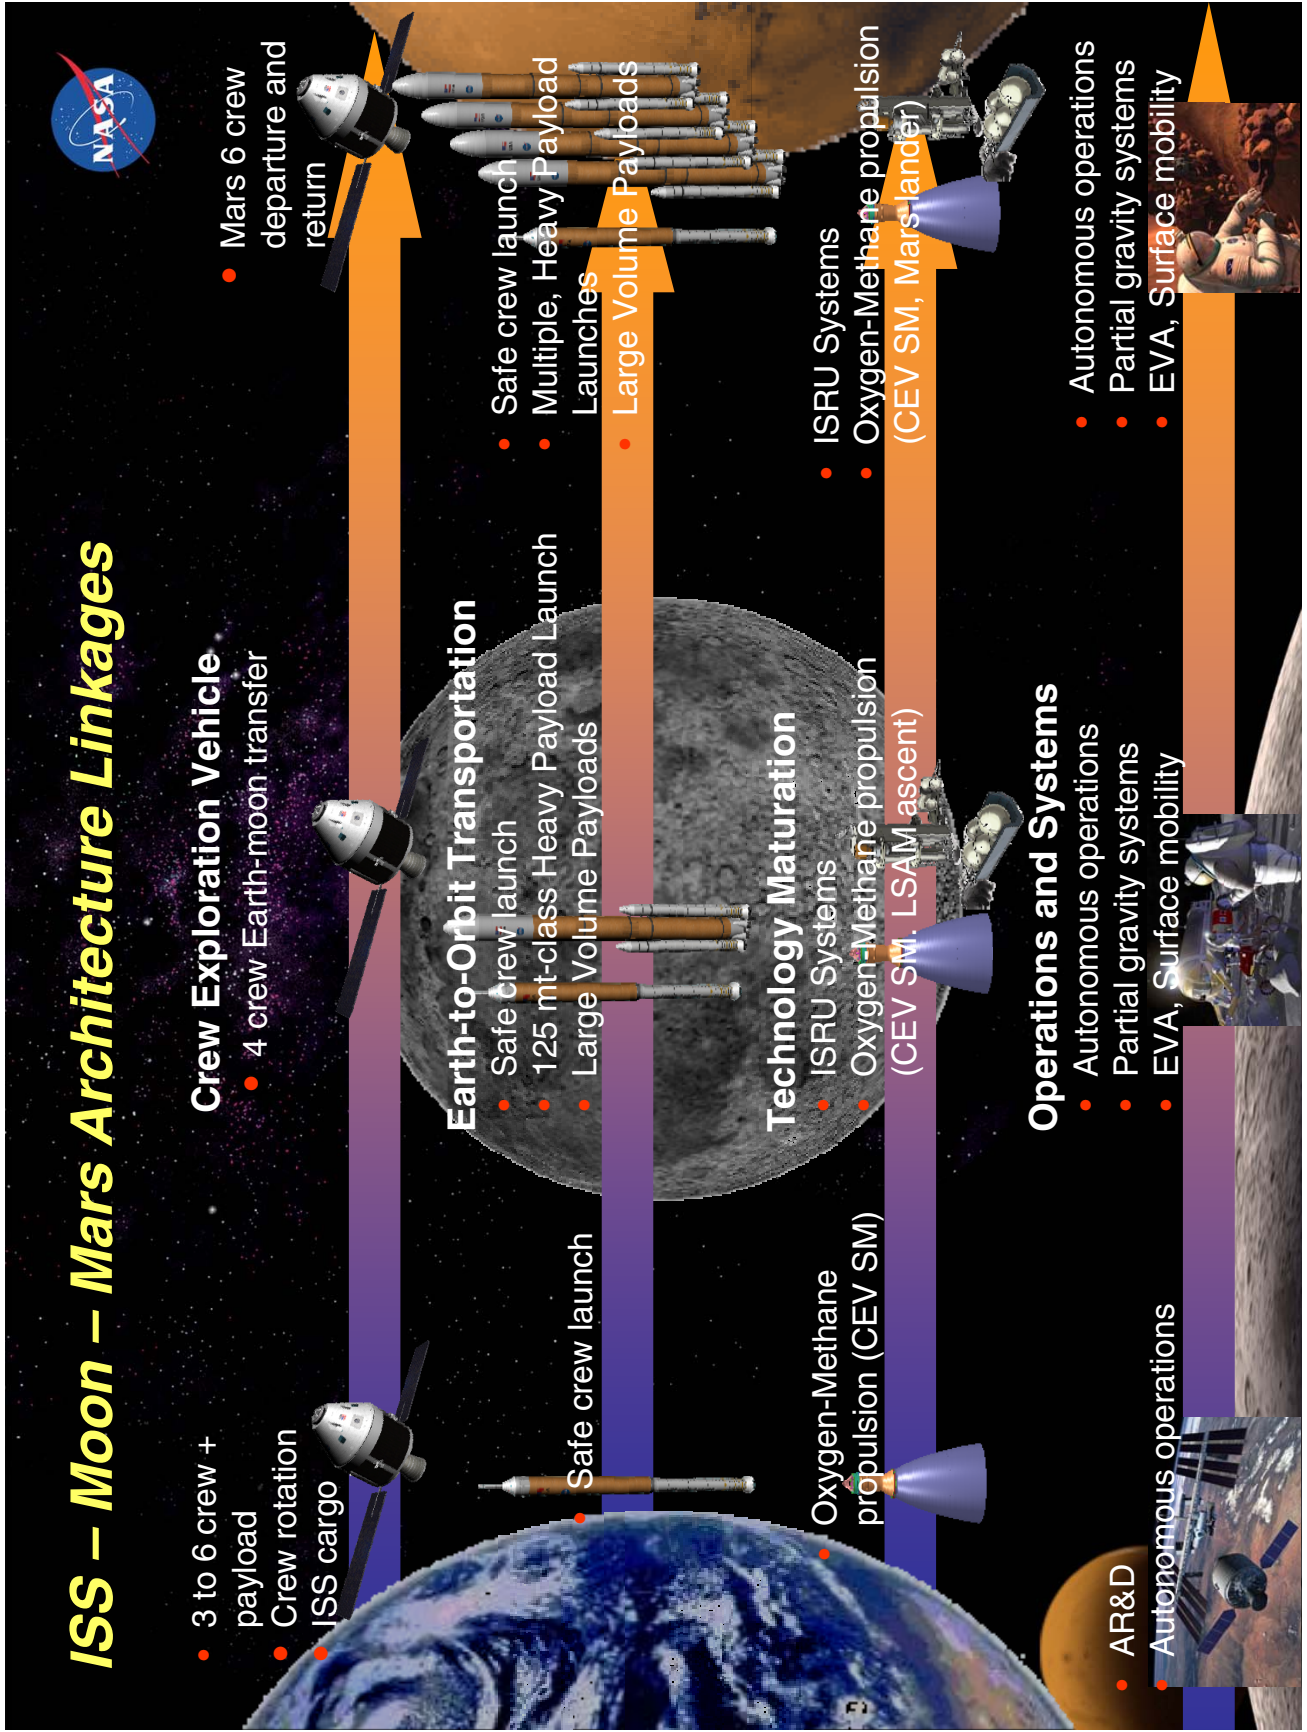 ISS – Moon – Mars Architecture Linkages
NASA
Crew Exploration Vehicle
• 3 to 6 crew +
payload
• Crew rotation
• ISS cargo
• 4 crew Earth-moon transfer
• Mars 6 crew
departure and
return
Earth-to-Orbit Transportation
• Safe crew launch
• Safe crew launch
• 125 mt-class Heavy Payload Launch
• Large Volume Payloads
• Safe crew launch
• Multiple, Heavy Payload
Launches
• Large Volume Payloads
Technology Maturation
• Oxygen-Methane
propulsion (CEV SM)
• ISRU Systems
• Oxygen-Methane propulsion
(CEV SM. LSAM ascent)
• ISRU Systems
• Oxygen-Methane propulsion
(CEV SM, Mars lander)
Operations and Systems
• AR&D
• Autonomous operations
• Autonomous operations
• Partial gravity systems
• EVA, Surface mobility
• Autonomous operations
• Partial gravity systems
• EVA, Surface mobility